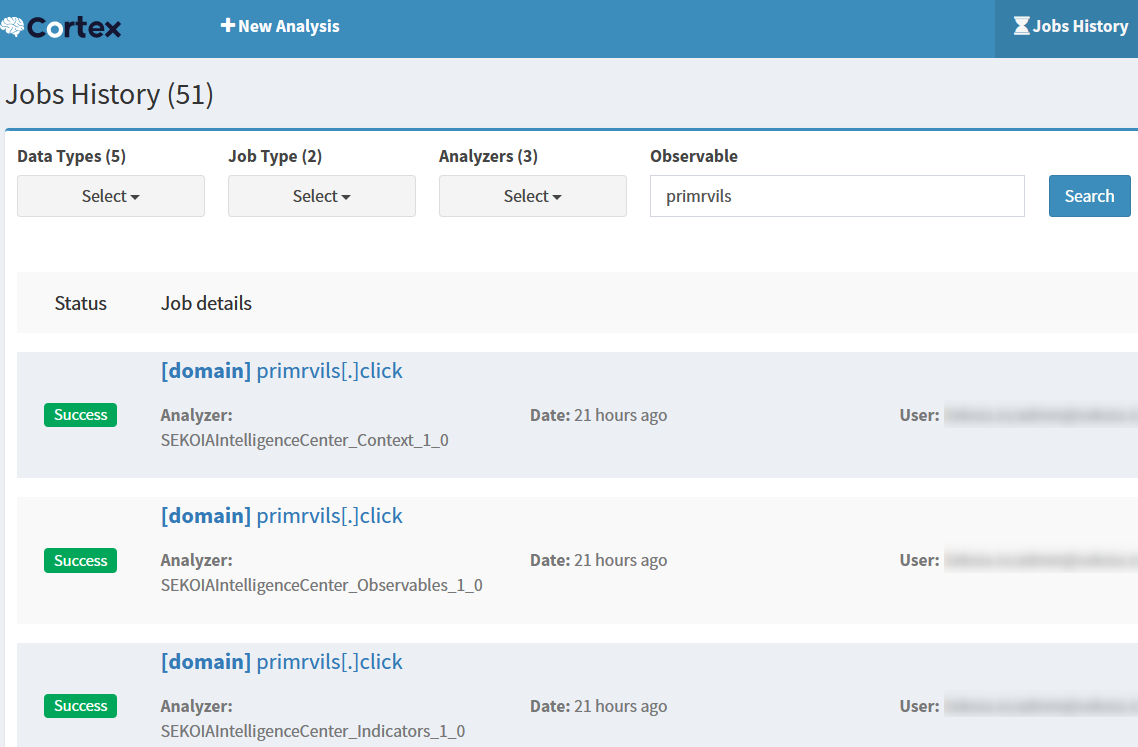 Cortex
New Analysis
Jobs History
Jobs History (51)
Data Types (5)
Job Type (2)
Analyzers (3)
Observable
Select
Select
Select
primrvils
Search
Status
Job details
[domain] primrvils[.]click
Success
Analyzer:
Date: 21 hours ago
User:
SEKOIAIntelligenceCenter_Context_1_0
[domain] primrvils[.]click
Success
Analyzer:
Date: 21 hours ago
User:
SEKOIAIntelligenceCenter_Observables_1_0
[domain] primrvils[.]click
Success
Analyzer:
Date: 21 hours ago
User:
SEKOIAIntelligenceCenter_Indicators_1_0